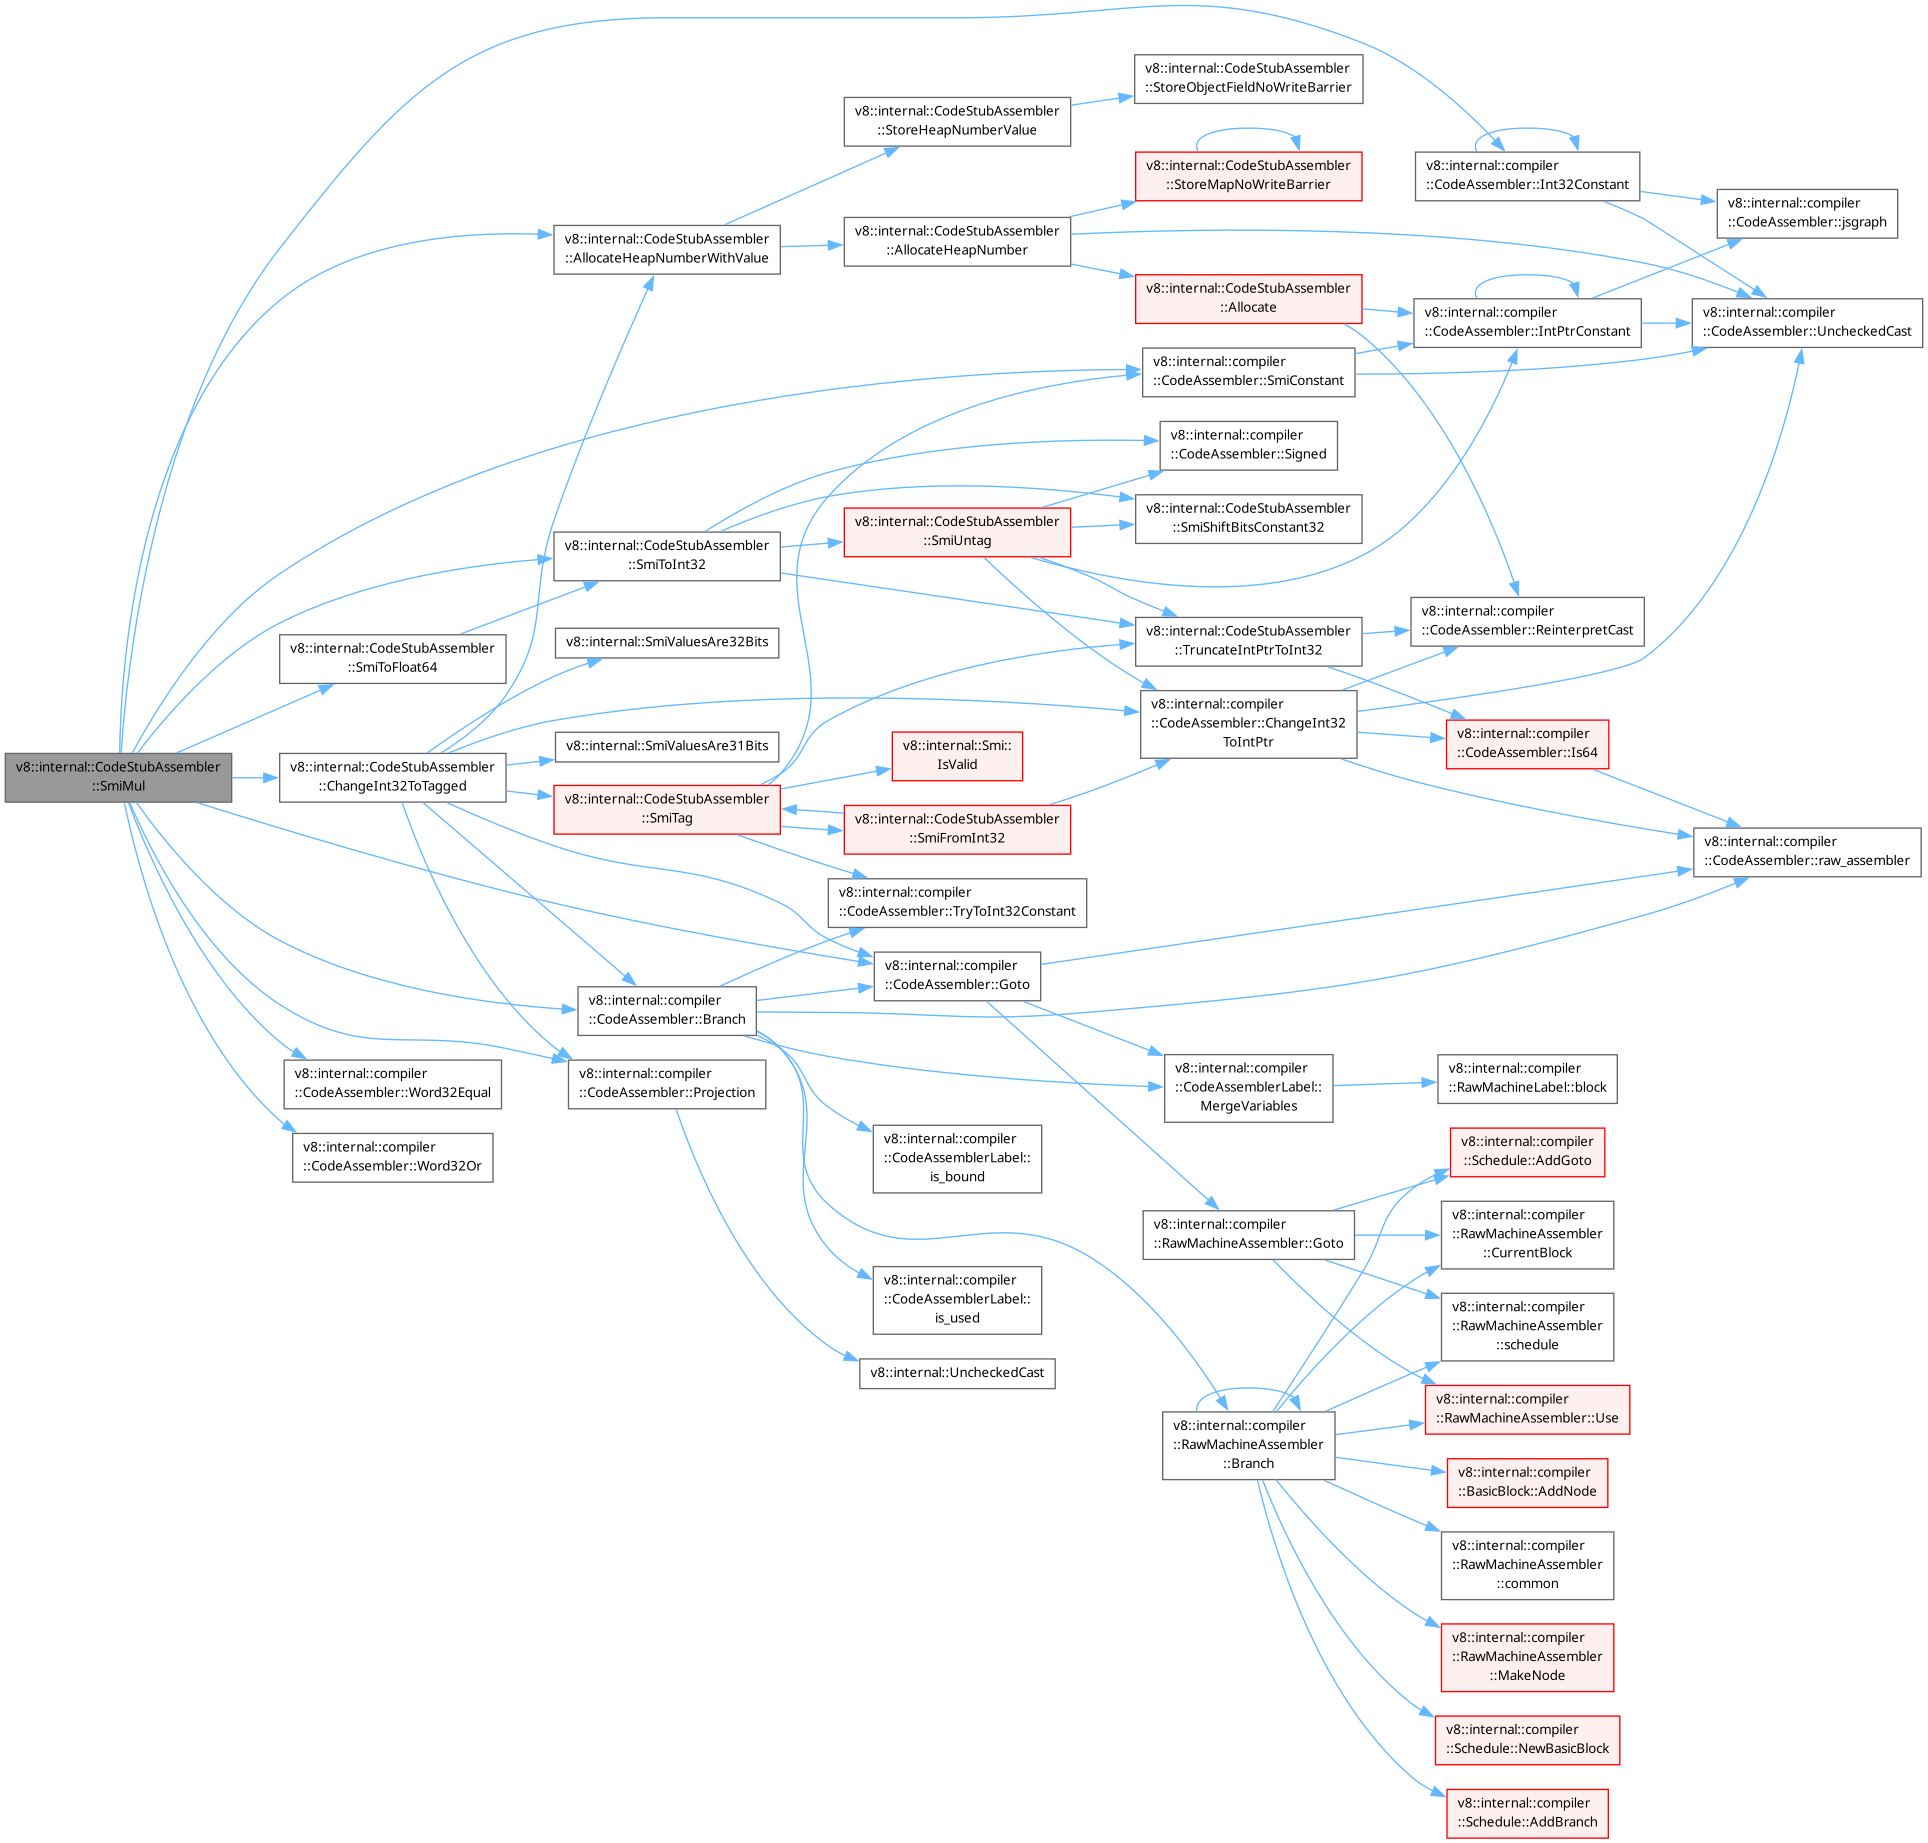 v8::internal::CodeStubAssembler
::SmiMul
v8::internal::CodeStubAssembler
::SmiToFloat64
v8::internal::CodeStubAssembler
::ChangeInt32ToTagged
v8::internal::compiler
::CodeAssembler::Word32Equal
v8::internal::compiler
::CodeAssembler::Word32Or
v8::internal::CodeStubAssembler
::AllocateHeapNumberWithValue
v8::internal::CodeStubAssembler
::SmiToInt32
v8::internal::SmiValuesAre32Bits
v8::internal::SmiValuesAre31Bits
v8::internal::CodeStubAssembler
::SmiTag
v8::internal::compiler
::CodeAssembler::Branch
v8::internal::compiler
::CodeAssembler::Projection
v8::internal::CodeStubAssembler
::StoreHeapNumberValue
v8::internal::CodeStubAssembler
::AllocateHeapNumber
v8::internal::CodeStubAssembler
::SmiUntag
v8::internal::Smi::
IsValid
v8::internal::CodeStubAssembler
::SmiFromInt32
v8::internal::compiler
::CodeAssembler::TryToInt32Constant
v8::internal::compiler
::CodeAssembler::Goto
v8::internal::compiler
::CodeAssemblerLabel::
is_bound
v8::internal::compiler
::CodeAssemblerLabel::
is_used
v8::internal::UncheckedCast
v8::internal::CodeStubAssembler
::StoreObjectFieldNoWriteBarrier
v8::internal::CodeStubAssembler
::StoreMapNoWriteBarrier
v8::internal::CodeStubAssembler
::Allocate
v8::internal::compiler
::CodeAssembler::SmiConstant
v8::internal::compiler
::CodeAssembler::Signed
v8::internal::CodeStubAssembler
::SmiShiftBitsConstant32
v8::internal::CodeStubAssembler
::TruncateIntPtrToInt32
v8::internal::compiler
::CodeAssembler::ChangeInt32
ToIntPtr
v8::internal::compiler
::CodeAssemblerLabel::
MergeVariables
v8::internal::compiler
::RawMachineAssembler::Goto
v8::internal::compiler
::RawMachineAssembler
::Branch
v8::internal::compiler
::CodeAssembler::Int32Constant
v8::internal::compiler
::CodeAssembler::IntPtrConstant
v8::internal::compiler
::CodeAssembler::ReinterpretCast
v8::internal::compiler
::CodeAssembler::Is64
v8::internal::compiler
::RawMachineLabel::block
v8::internal::compiler
::Schedule::AddGoto
v8::internal::compiler
::RawMachineAssembler
::CurrentBlock
v8::internal::compiler
::RawMachineAssembler
::schedule
v8::internal::compiler
::RawMachineAssembler::Use
v8::internal::compiler
::BasicBlock::AddNode
v8::internal::compiler
::RawMachineAssembler
::common
v8::internal::compiler
::RawMachineAssembler
::MakeNode
v8::internal::compiler
::Schedule::NewBasicBlock
v8::internal::compiler
::Schedule::AddBranch
v8::internal::compiler
::CodeAssembler::jsgraph
v8::internal::compiler
::CodeAssembler::UncheckedCast
v8::internal::compiler
::CodeAssembler::raw_assembler